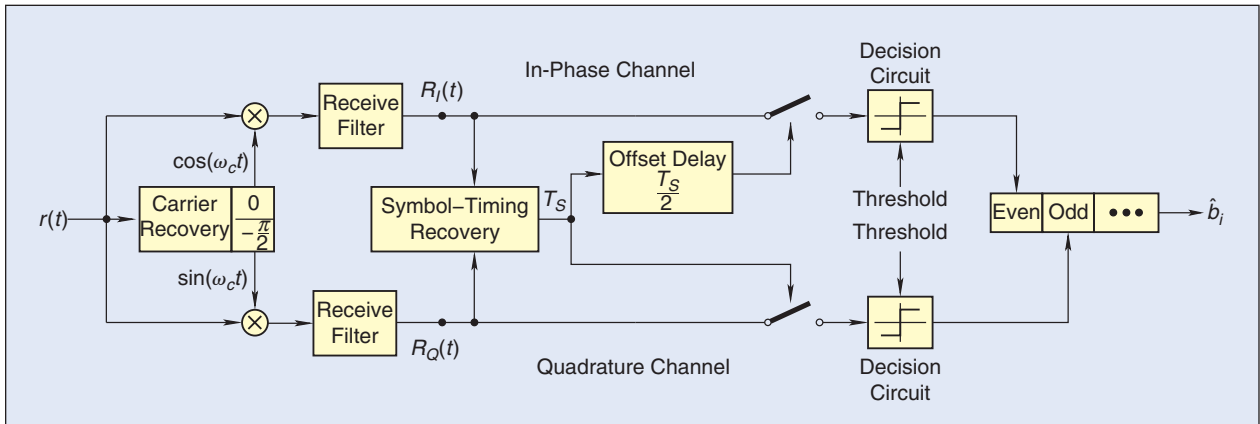 In-Phase Channel
Decision
Circuit
R_I(t)
Receive
Filter
cos(ω_c t)
Offset Delay
T_S
2
r(t)
Carrier
Recovery
0
-π
2
Symbol-Timing
Recovery
T_S
Threshold
Threshold
Even
Odd
•••
b̂_i
sin(ω_c t)
Receive
Filter
R_Q(t)
Quadrature Channel
Decision
Circuit